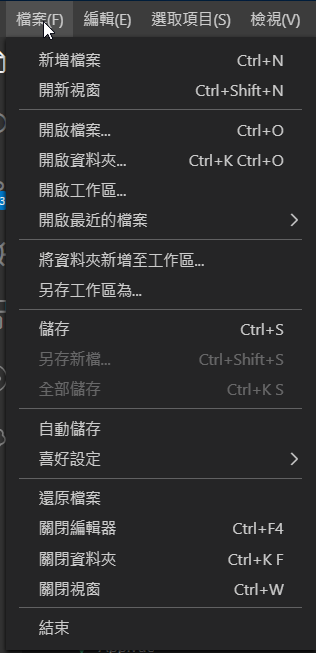 檔案(F) 編輯(E) 選取項目(S) 檢視(V)
新增檔案 Ctrl+N
開新視窗 Ctrl+Shift+N
開啟檔案... Ctrl+O
開啟資料夾... Ctrl+K Ctrl+O
開啟工作區...
開啟最近的檔案
將資料夾新增至工作區...
另存工作區為...
儲存 Ctrl+S
另存新檔... Ctrl+Shift+S
全部儲存 Ctrl+K S
自動儲存
喜好設定
還原檔案
關閉編輯器 Ctrl+F4
關閉資料夾 Ctrl+K F
關閉視窗 Ctrl+W
結束